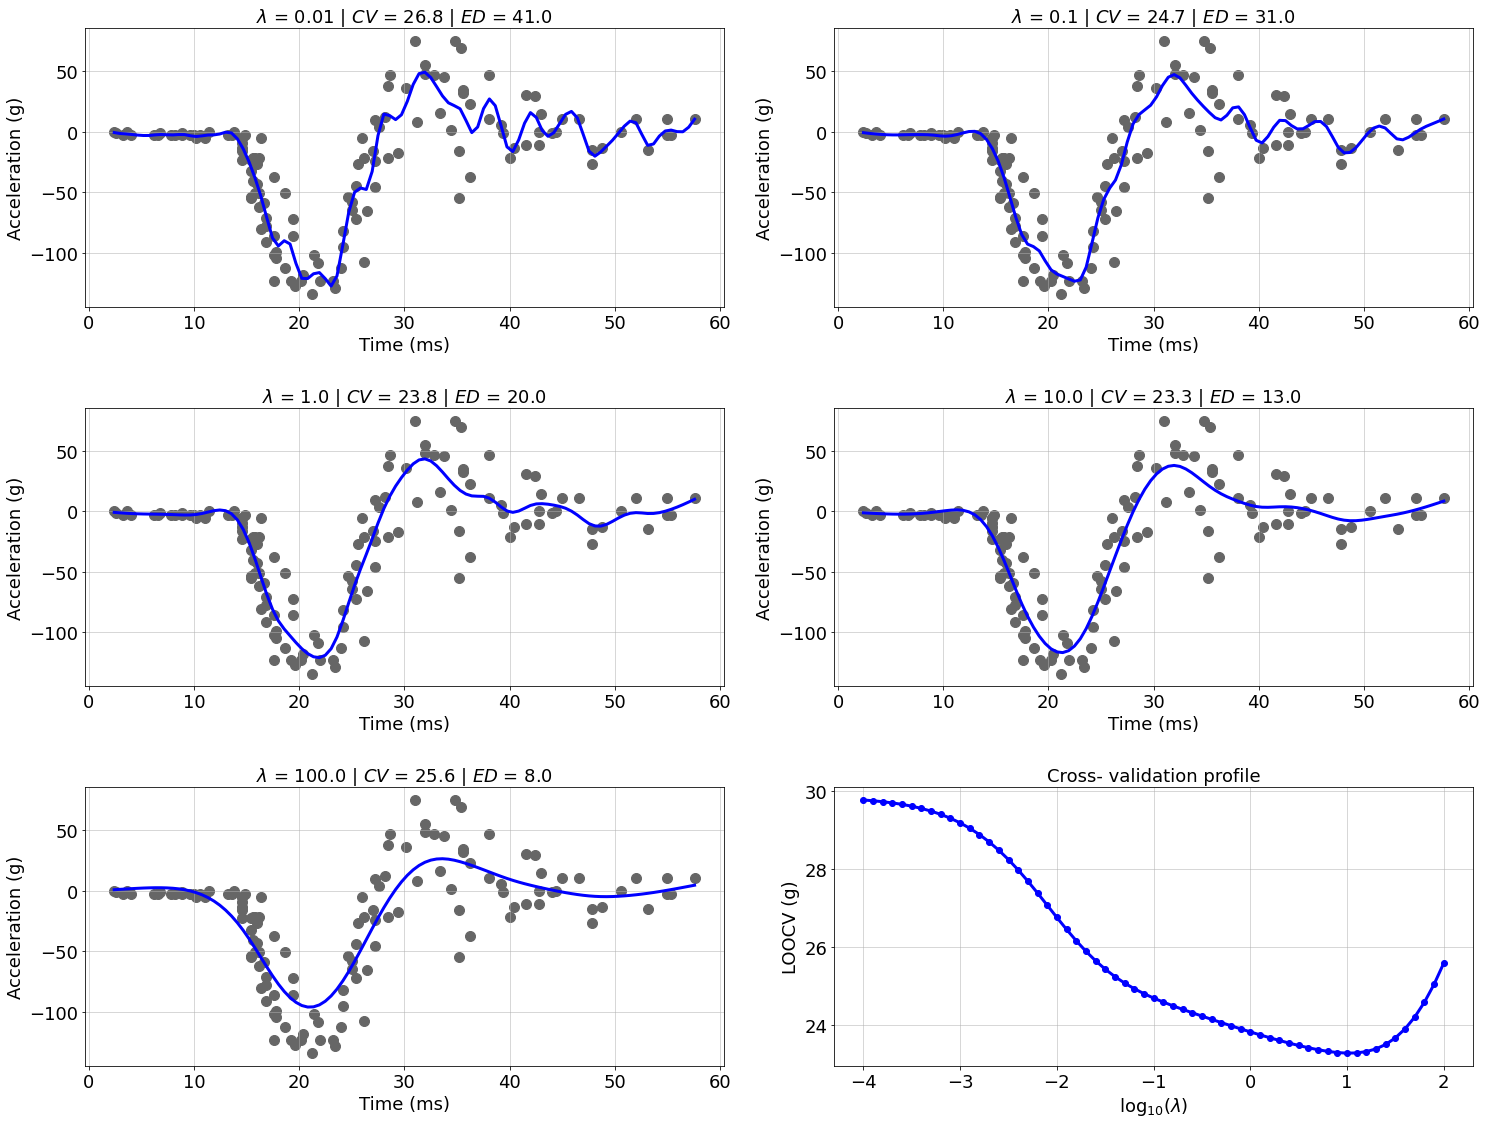 λ = 0.01 | CV = 26.8 | ED = 41.0
Acceleration (g)
50
0
−50
−100
0 10 20 30 40 50 60
Time (ms)
λ = 0.1 | CV = 24.7 | ED = 31.0
Acceleration (g)
50
0
−50
−100
0 10 20 30 40 50 60
Time (ms)
λ = 1.0 | CV = 23.8 | ED = 20.0
Acceleration (g)
50
0
−50
−100
0 10 20 30 40 50 60
Time (ms)
λ = 10.0 | CV = 23.3 | ED = 13.0
Acceleration (g)
50
0
−50
−100
0 10 20 30 40 50 60
Time (ms)
λ = 100.0 | CV = 25.6 | ED = 8.0
Acceleration (g)
50
0
−50
−100
0 10 20 30 40 50 60
Time (ms)
Cross- validation profile
LOOCV (g)
30
28
26
24
−4 −3 −2 −1 0 1 2
log₁₀(λ)